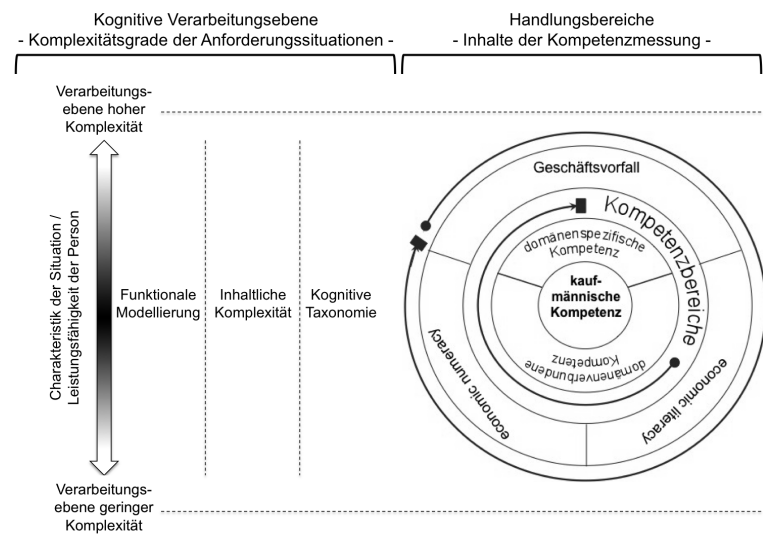 Kognitive Verarbeitungsebene
- Komplexitätsgrade der Anforderungssituationen -
Handlungsbereiche
- Inhalte der Kompetenzmessung -
Verarbeitungs-
ebene hoher
Komplexität
Charakteristik der Situation /
Leistungsfähigkeit der Person
Funktionale
Modellierung
Inhaltliche
Komplexität
Kognitive
Taxonomie
Verarbeitungs-
ebene geringer
Komplexität
Geschäftsvorfall
Kompetenzbereiche
domänenspezifische
Kompetenz
kauf-
männische
Kompetenz
domänenverbundene
Kompetenz
economic numeracy
economic literacy